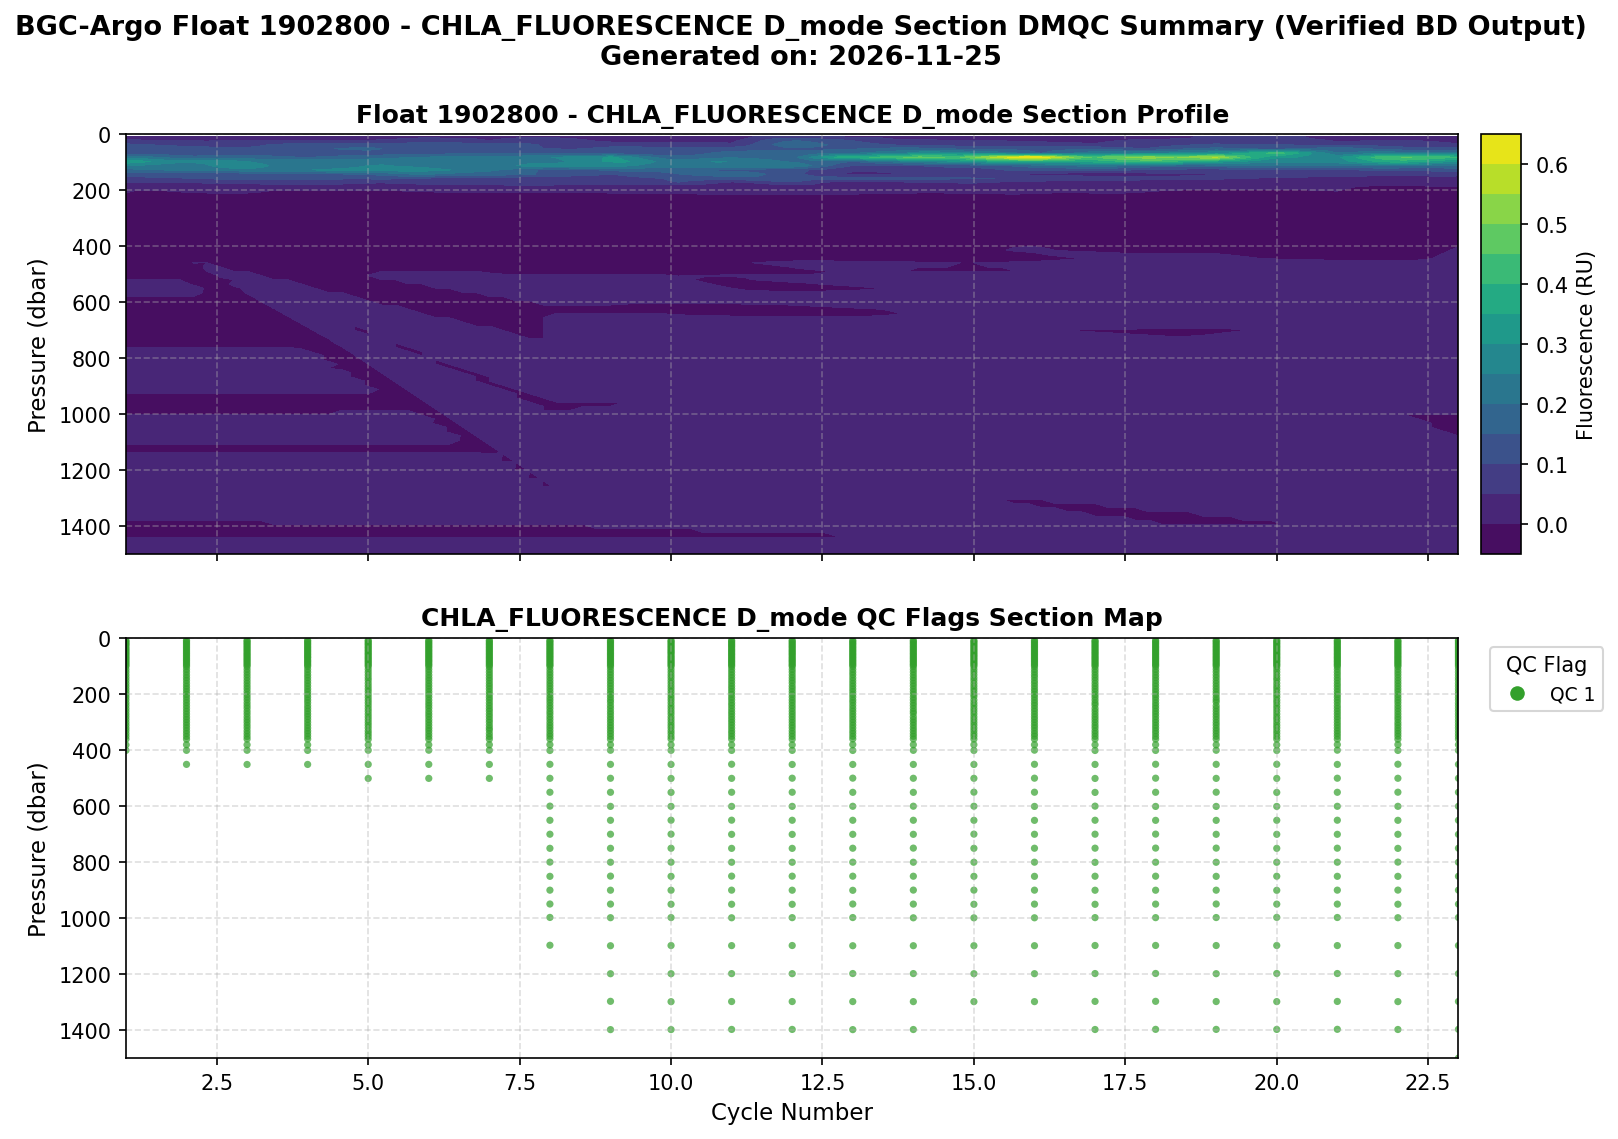 BGC-Argo Float 1902800 - CHLA_FLUORESCENCE D_mode Section DMQC Summary (Verified BD Output)
Generated on: 2026-11-25
Float 1902800 - CHLA_FLUORESCENCE D_mode Section Profile
Pressure (dbar)
0
200
400
600
800
1000
1200
1400
0.6
0.5
0.4
0.3
0.2
0.1
0.0
Fluorescence (RU)
CHLA_FLUORESCENCE D_mode QC Flags Section Map
Pressure (dbar)
0
200
400
600
800
1000
1200
1400
2.5 5.0 7.5 10.0 12.5 15.0 17.5 20.0 22.5
Cycle Number
QC Flag
QC 1